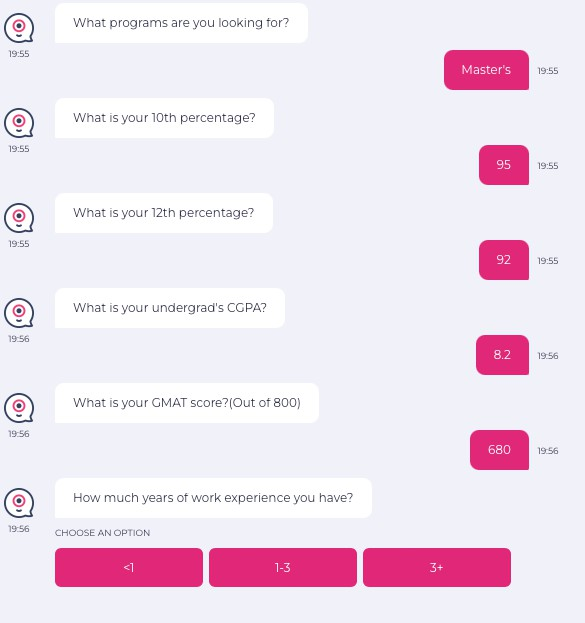 What programs are you looking for?
19:55
Master's
19:55
What is your 10th percentage?
19:55
95
19:55
What is your 12th percentage?
19:55
92
19:55
What is your undergrad's CGPA?
19:56
8.2
19:56
What is your GMAT score?(Out of 800)
19:56
680
19:56
How much years of work experience you have?
19:56
CHOOSE AN OPTION
<1
1-3
3+